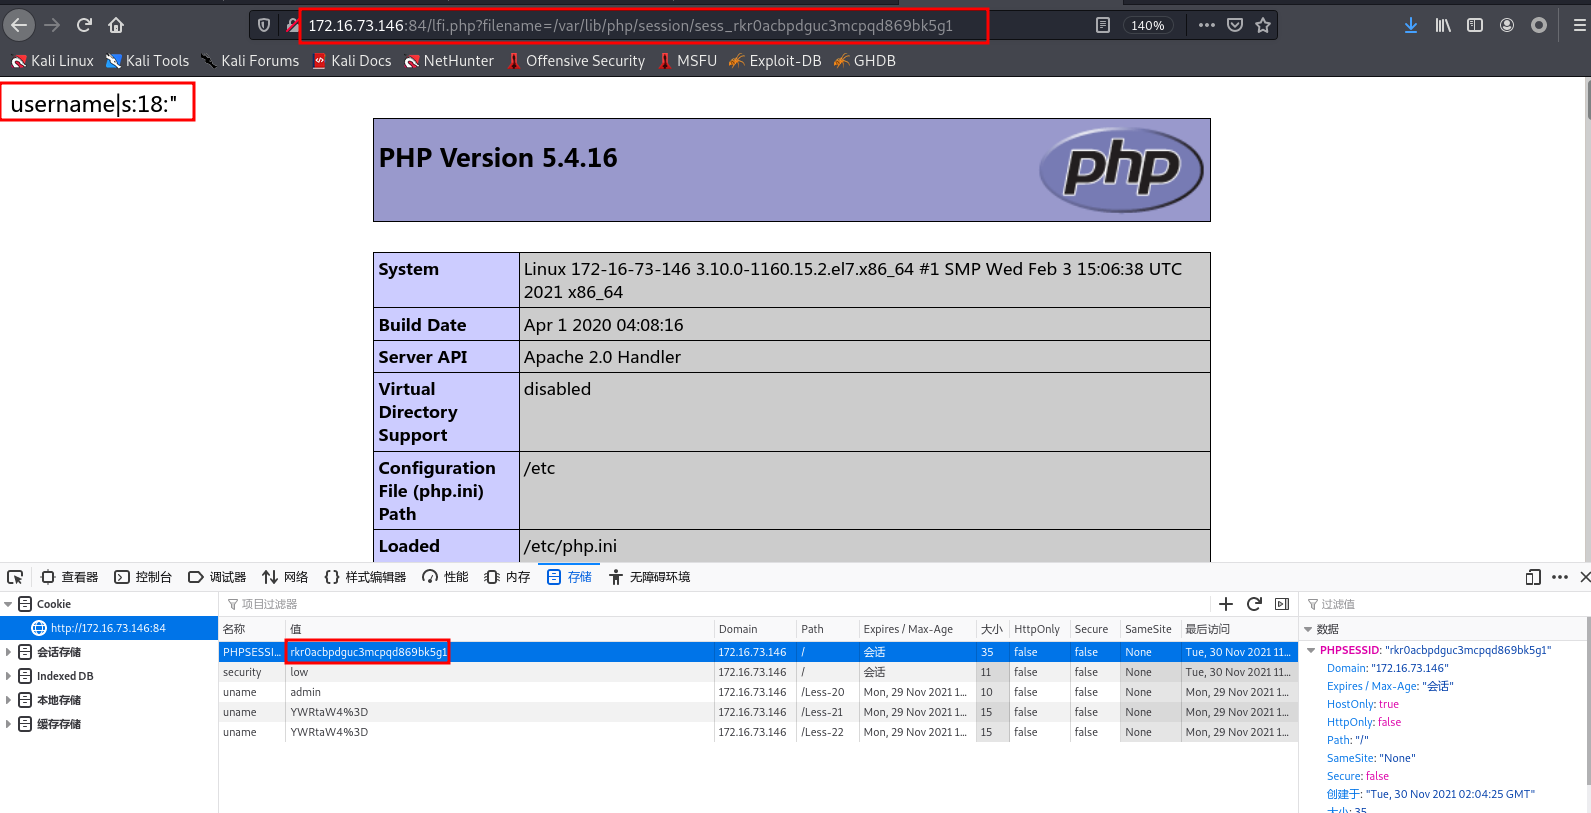 172.16.73.146:84/lfi.php?filename=/var/lib/php/session/sess_rkr0acbpdguc3mcpqd869bk5g1
140%
Kali Linux Kali Tools Kali Forums Kali Docs NetHunter Offensive Security MSFU Exploit-DB GHDB
username|s:18:"
PHP Version 5.4.16
php
System Linux 172-16-73-146 3.10.0-1160.15.2.el7.x86_64 #1 SMP Wed Feb 3 15:06:38 UTC
2021 x86_64
Build Date Apr 1 2020 04:08:16
Server API Apache 2.0 Handler
Virtual disabled
Directory
Support
Configuration /etc
File (php.ini)
Path
Loaded /etc/php.ini
查看器 控制台 调试器 网络 样式编辑器 性能 内存 存储 无障碍环境
Cookie 项目过滤器 过滤值
http://172.16.73.146:84 名称 值 Domain Path Expires / Max-Age 大小 HttpOnly Secure SameSite 最后访问 数据
会话存储 PHPSESSI... rkr0acbpdguc3mcpqd869bk5g1 172.16.73.146 / 会话 35 false false None Tue, 30 Nov 2021 11... PHPSESSID: "rkr0acbpdguc3mcpqd869bk5g1"
Indexed DB security low 172.16.73.146 / 会话 11 false false None Tue, 30 Nov 2021 11... Domain: "172.16.73.146"
本地存储 uname admin 172.16.73.146 /Less-20 Mon, 29 Nov 2021 1... 10 false false None Mon, 29 Nov 2021 1... Expires / Max-Age: "会话"
缓存存储 uname YWRtaW4%3D 172.16.73.146 /Less-21 Mon, 29 Nov 2021 1... 15 false false None Mon, 29 Nov 2021 1... HostOnly: true
HttpOnly: false
uname YWRtaW4%3D 172.16.73.146 /Less-22 Mon, 29 Nov 2021 1... 15 false false None Mon, 29 Nov 2021 1... Path: "/"
SameSite: "None"
Secure: false
创建于: "Tue, 30 Nov 2021 02:04:25 GMT"
大小: 35